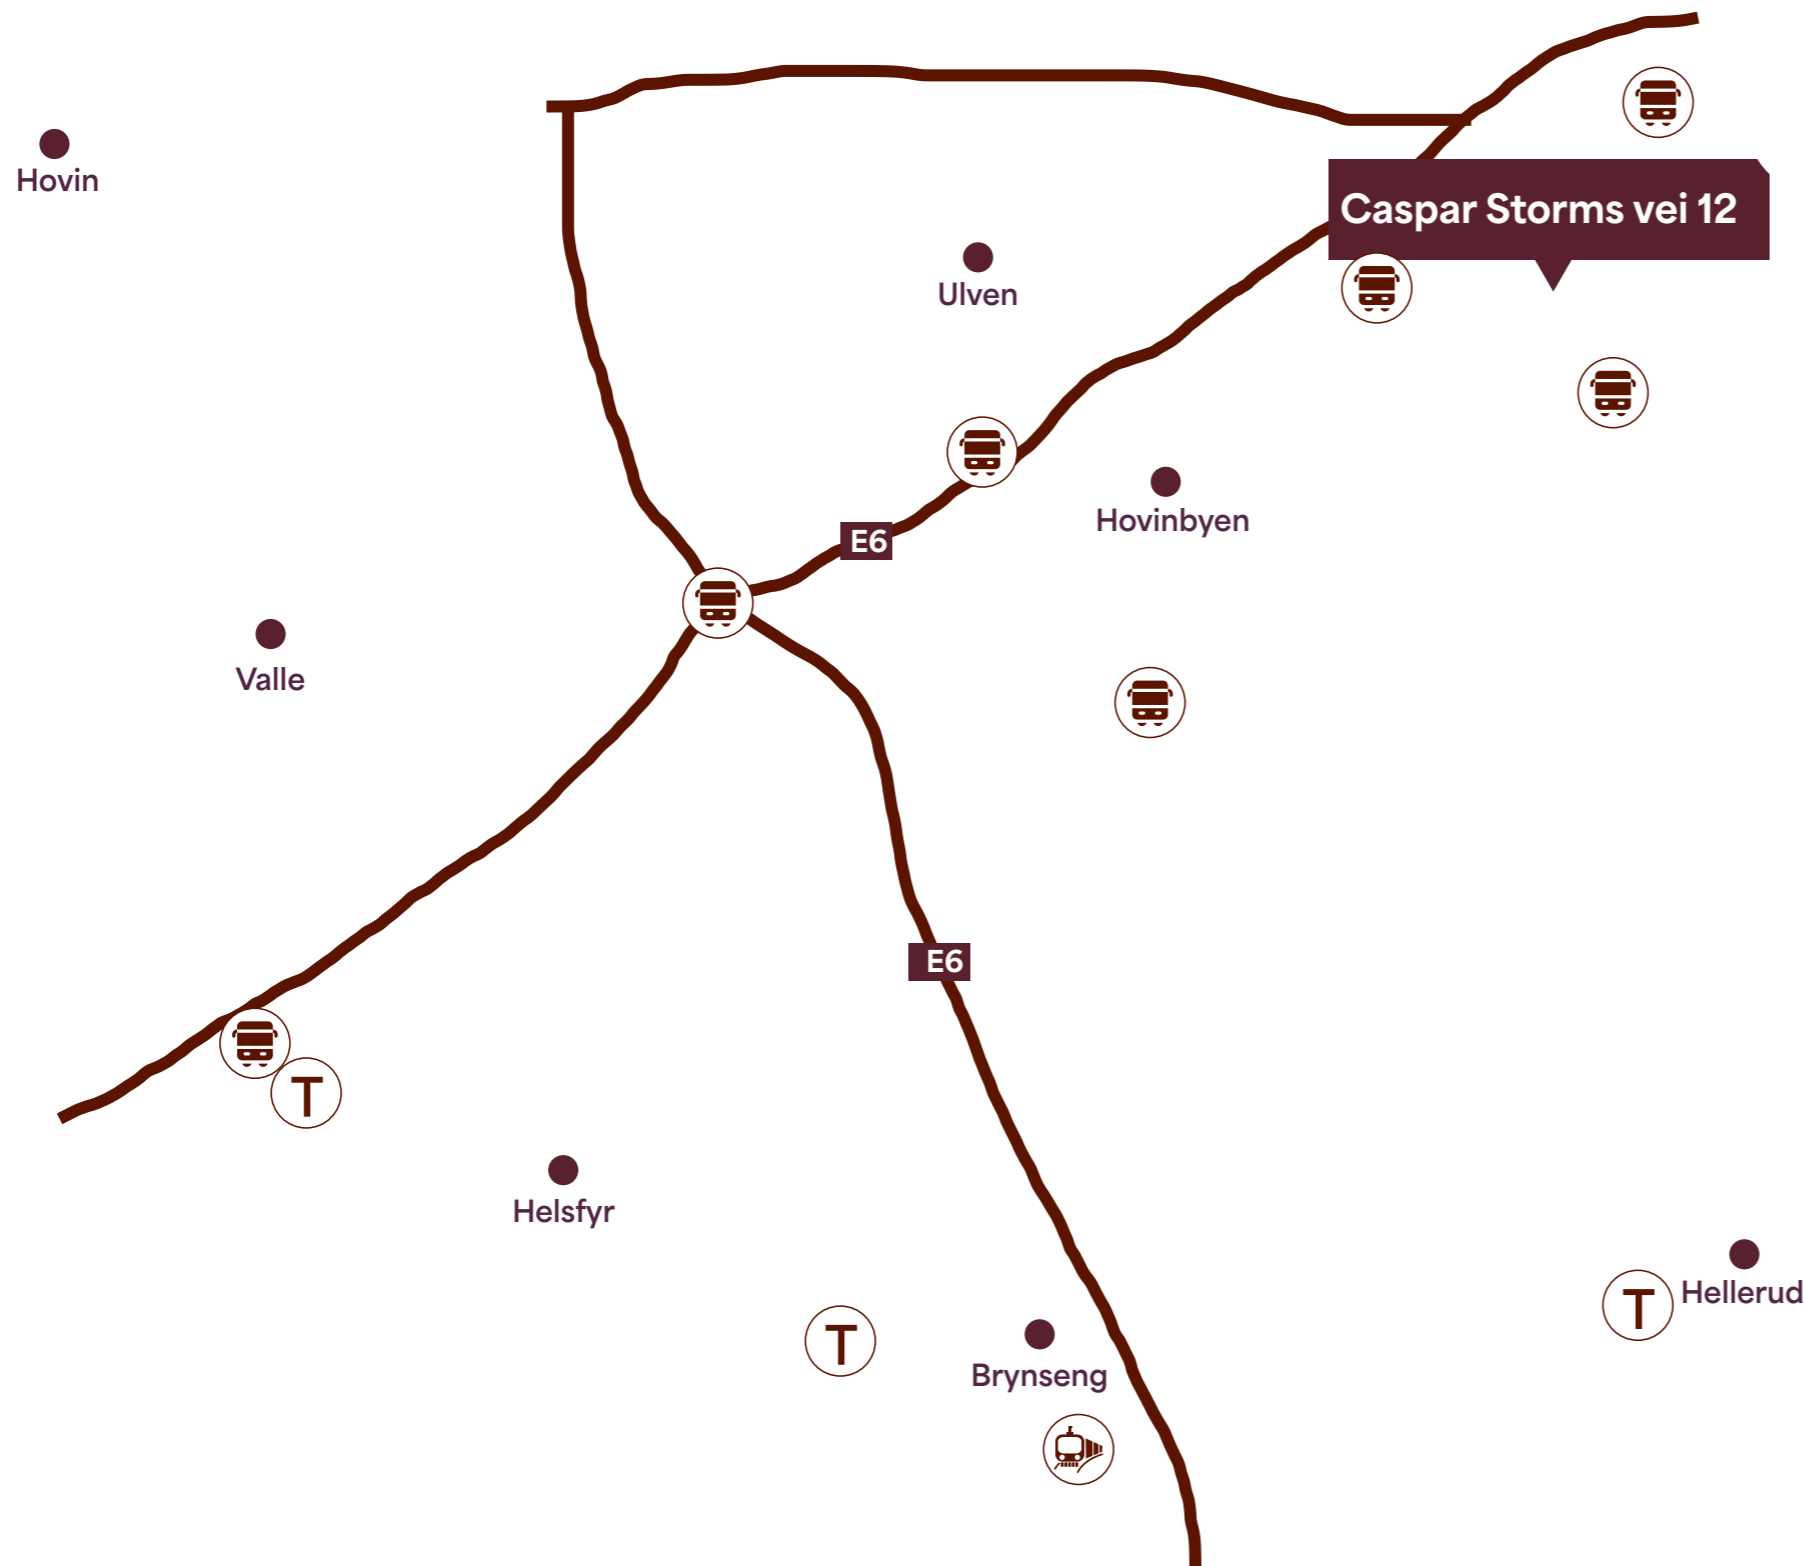 Hovin
Caspar Storms vei 12
Ulven
Hovinbyen
E6
Valle
E6
T
Helsfyr
Hellerud
T
T
Brynseng